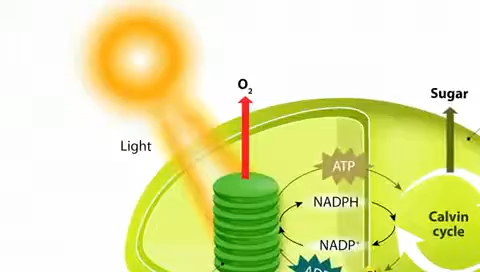 O₂
Sugar
Light
ATP
NADPH
Calvin
cycle
NADP⁺